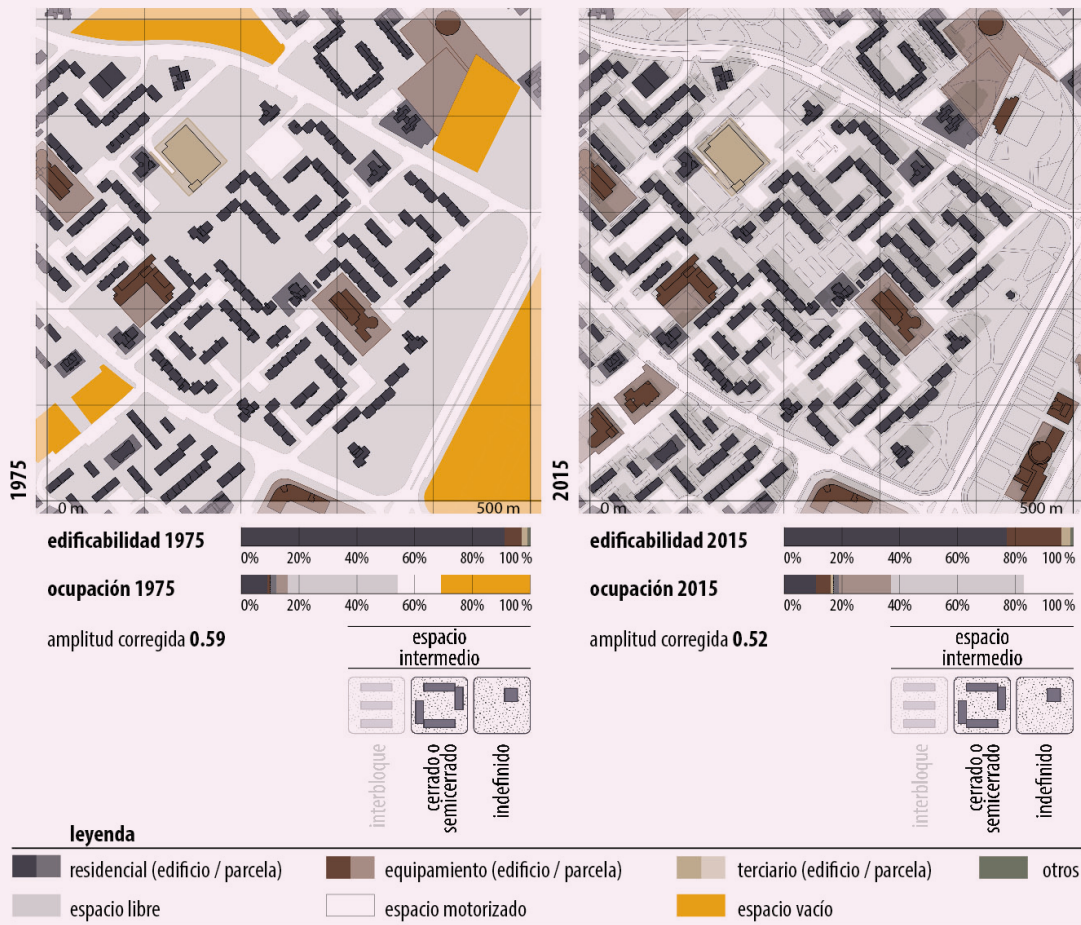 1975
0 m
500 m
2015
0 m
500 m
edificabilidad 1975
0% 20% 40% 60% 80% 100 %
ocupación 1975
0% 20% 40% 60% 80% 100 %
amplitud corregida 0.59
espacio
intermedio
interbloque
cerrado o
semicerrado
indefinido
edificabilidad 2015
0% 20% 40% 60% 80% 100 %
ocupación 2015
0% 20% 40% 60% 80% 100 %
amplitud corregida 0.52
espacio
intermedio
interbloque
cerrado o
semicerrado
indefinido
leyenda
residencial (edificio / parcela)
equipamiento (edificio / parcela)
terciario (edificio / parcela)
otros
espacio libre
espacio motorizado
espacio vacío